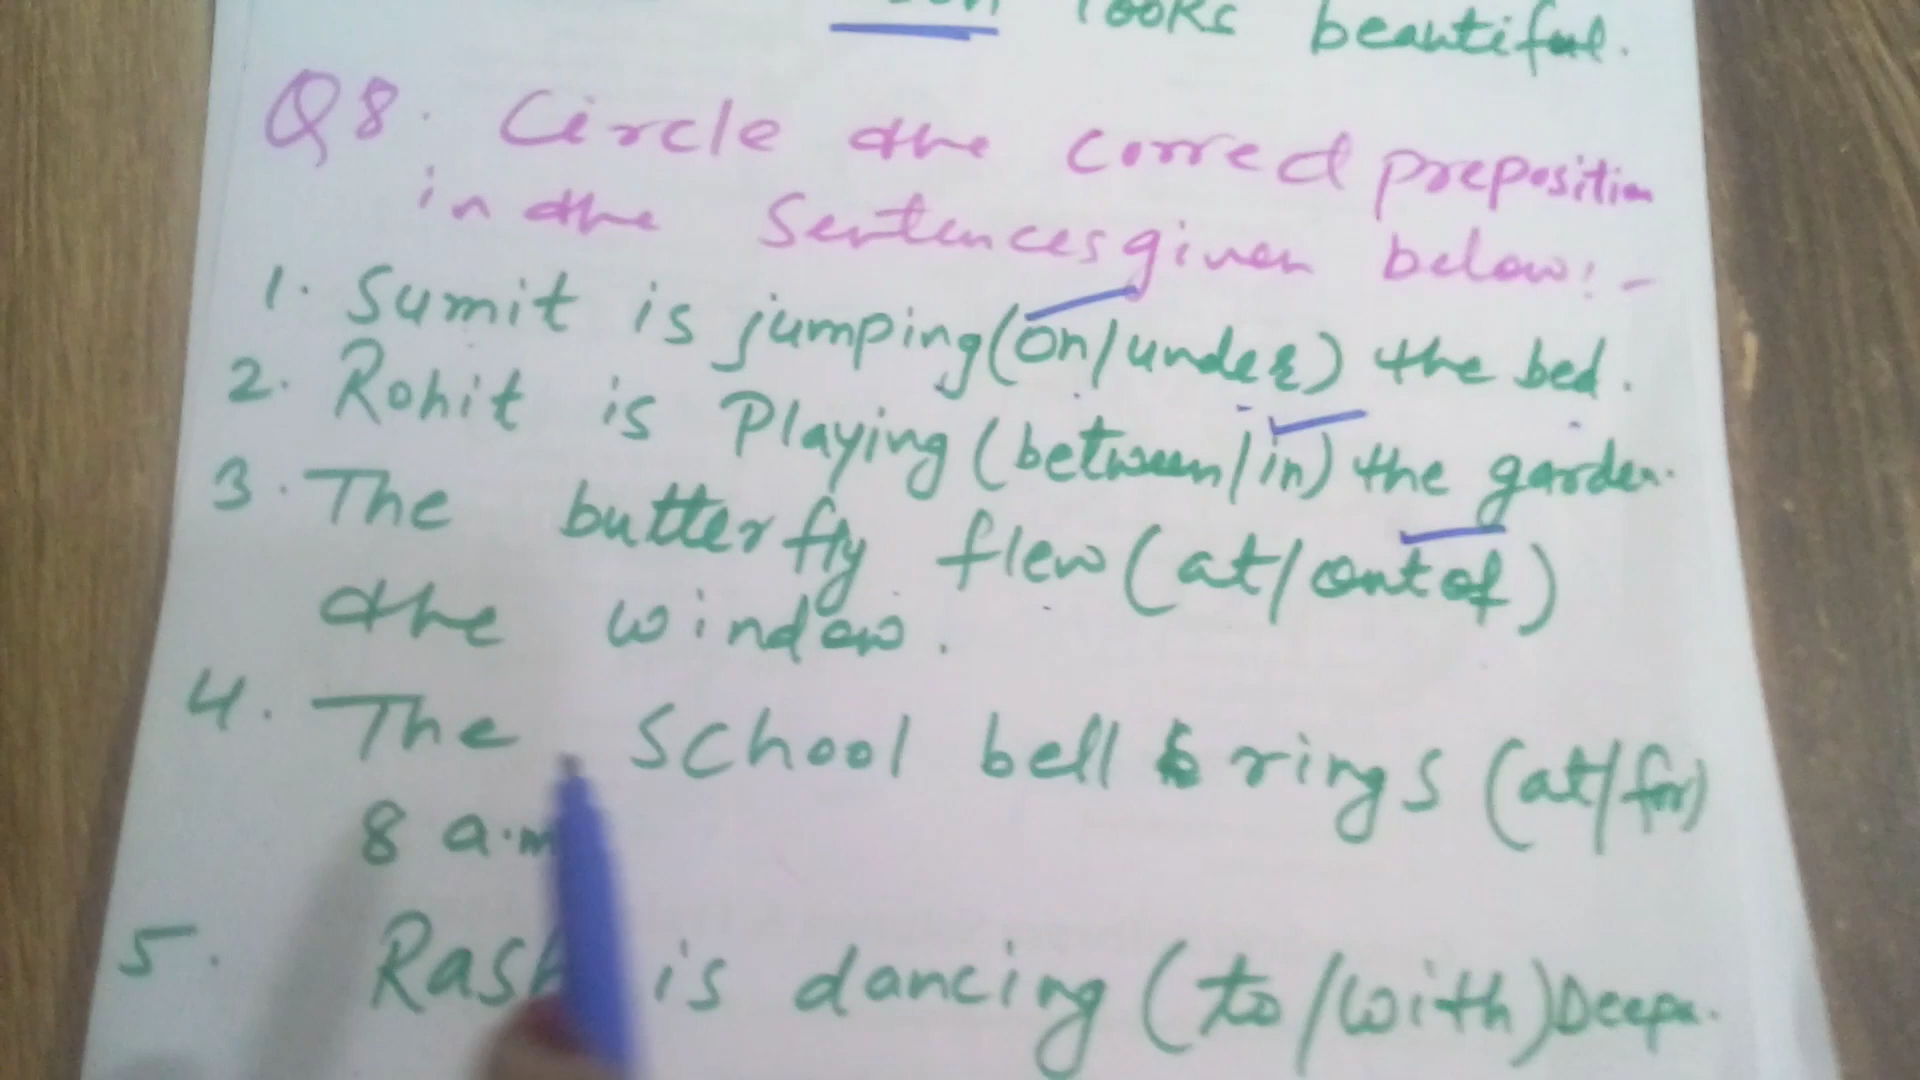 looks beautiful.
Q8. Circle the correct preposition
in the Sentences given below:-
1. Sumit is jumping (on/under) the bed.
2. Rohit is Playing (between/in) the garden.
3. The butterfly flew (at/out of)
the window.
4. The School bell rings (at/for)
8 a.m
5. is dancing (to/with) Deepa.